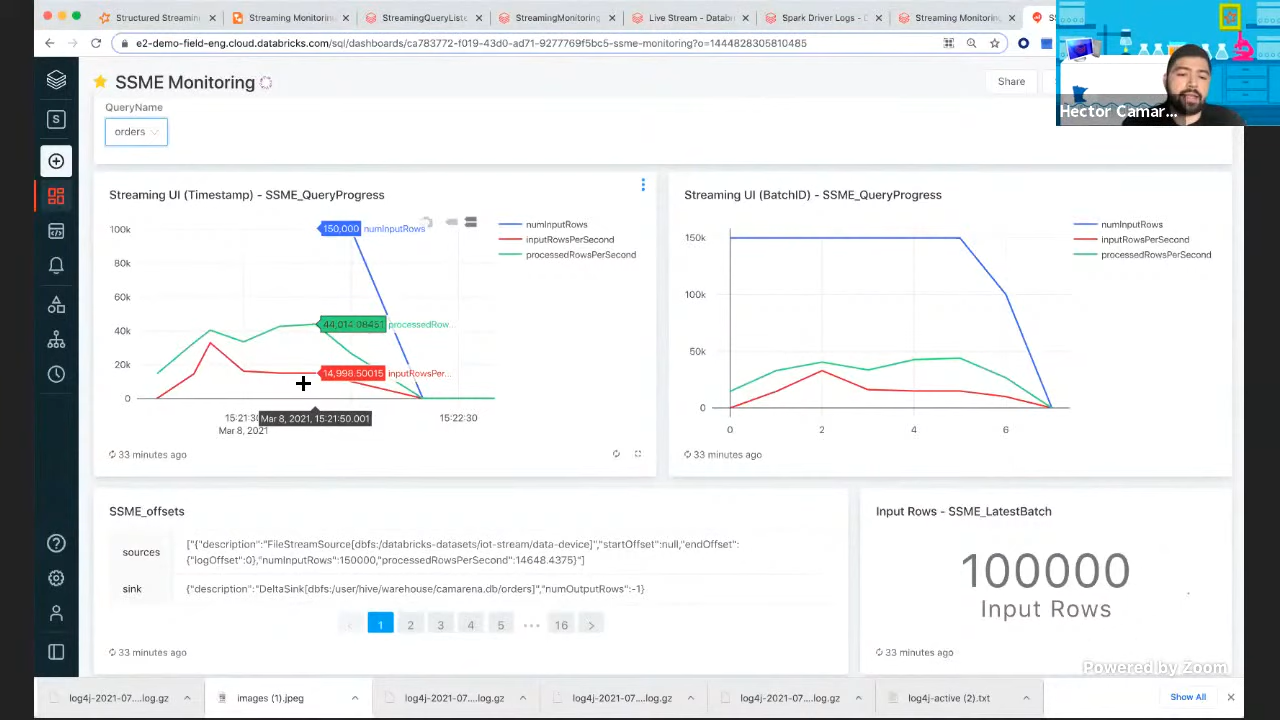 Structured Streaming
Streaming Monitoring
StreamingQueryListe
StreamingMonitoring
Live Stream - Datab
Spark Driver Logs - D
Streaming Monitoring
e2-demo-field-eng.cloud.databricks.com/sql/dashboards/ca783772-f019-43d0-ad71-9277769f5bc5-ssme-monitoring?o=1444828305810485
SSME Monitoring
Share
Hector Camar...
S
QueryName
orders
Streaming UI (Timestamp) - SSME_QueryProgress
100k
80k
60k
40k
20k
0
150,000
numInputRows
44,014.08451
processedRow...
14,998.50015
inputRowsPer...
numInputRows
inputRowsPerSecond
processedRowsPerSecond
15:21:30
Mar 8, 2021
Mar 8, 2021, 15:21:50.001
15:22:30
33 minutes ago
Streaming UI (BatchID) - SSME_QueryProgress
150k
100k
50k
0
numInputRows
inputRowsPerSecond
processedRowsPerSecond
0
2
4
6
33 minutes ago
SSME_offsets
sources
["{"description":"FileStreamSource[dbfs:/databricks-datasets/iot-stream/data-device]","startOffset":null,"endOffset":
{"logOffset":0},"numInputRows":150000,"processedRowsPerSecond":14648.4375}"]
sink
{"description":"DeltaSink[dbfs:/user/hive/warehouse/camarena.db/orders]","numOutputRows":-1}
1 2 3 4 5 ••• 16
33 minutes ago
Input Rows - SSME_LatestBatch
100000
Input Rows
33 minutes ago
Powered by Zoom
log4j-2021-07....log.gz
images (1).jpeg
log4j-2021-07....log.gz
log4j-2021-07....log.gz
log4j-2021-07....log.gz
log4j-active (2).txt
Show All